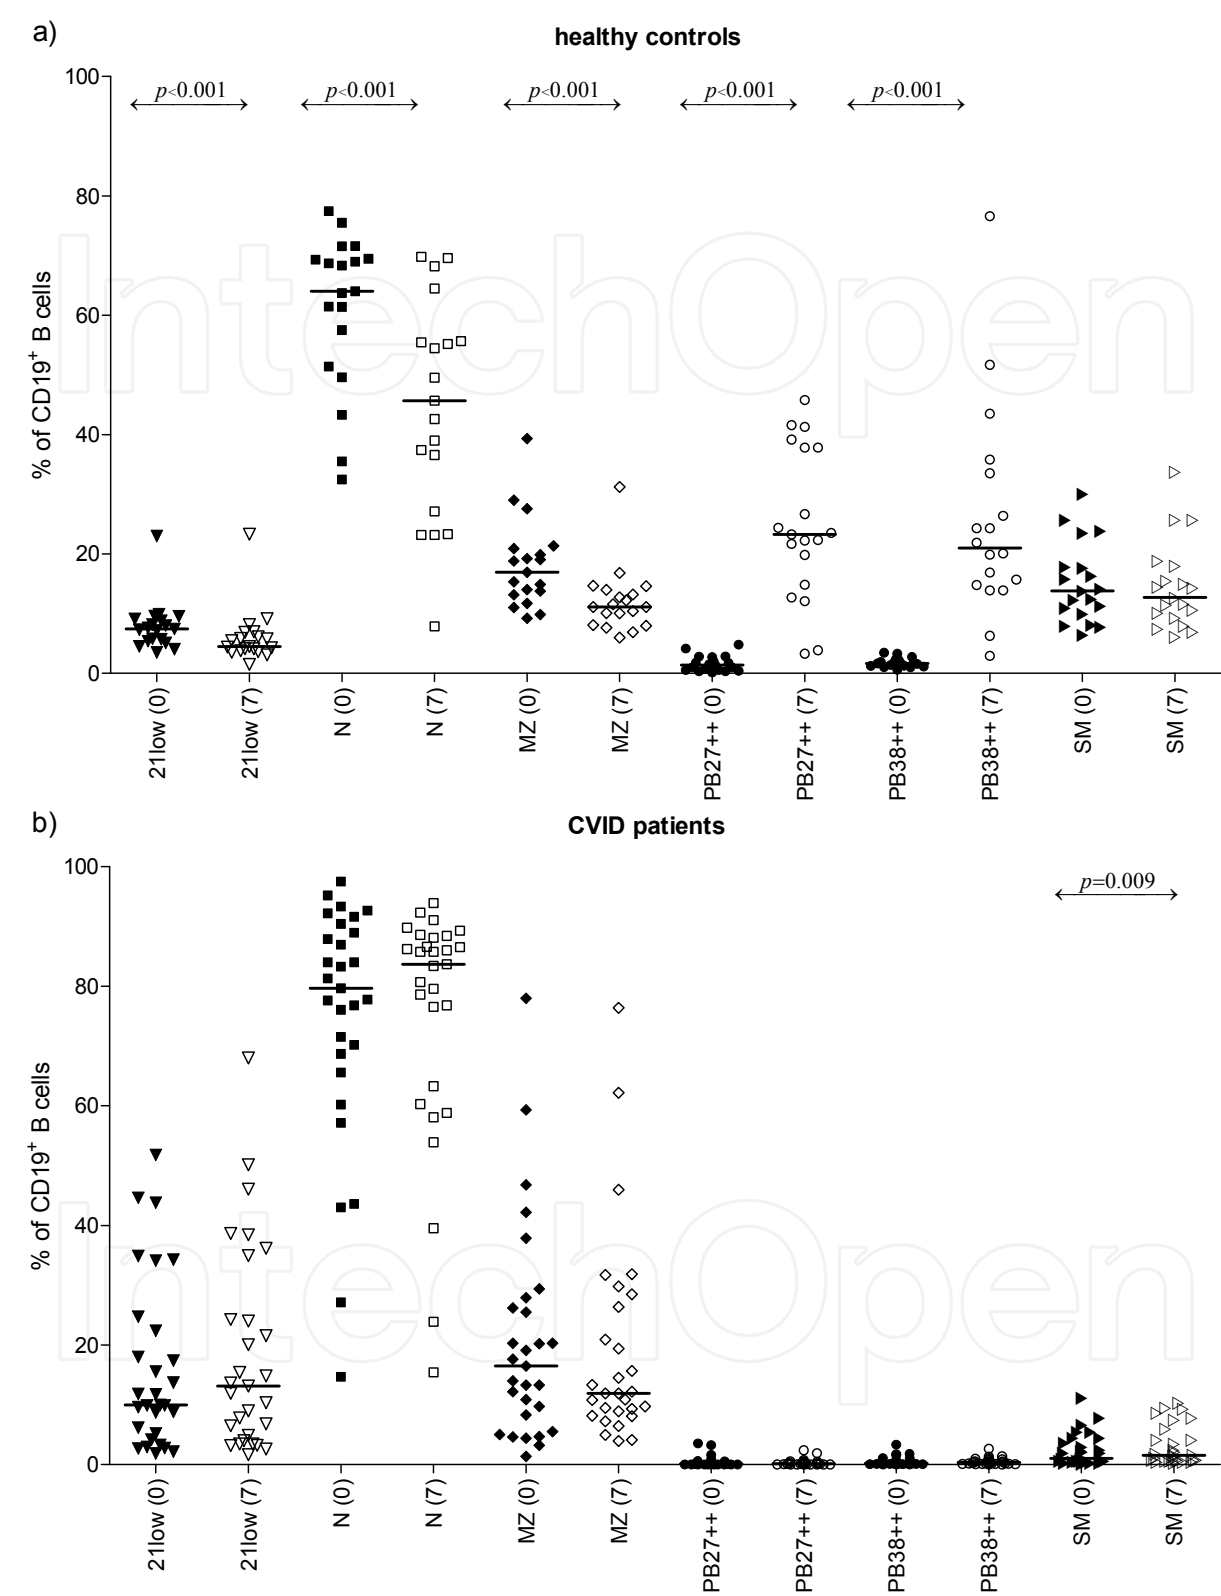 a)
healthy controls
p<0.001 p<0.001 p<0.001 p<0.001 p<0.001
100
80
60
40
20
0
% of CD19+ B cells
21low (0)
21low (7)
N (0)
N (7)
MZ (0)
MZ (7)
PB27++ (0)
PB27++ (7)
PB38++ (0)
PB38++ (7)
SM (0)
SM (7)
IntechOpen
b)
CVID patients
p=0.009
100
80
60
40
20
0
% of CD19+ B cells
21low (0)
21low (7)
N (0)
N (7)
MZ (0)
MZ (7)
PB27++ (0)
PB27++ (7)
PB38++ (0)
PB38++ (7)
SM (0)
SM (7)
IntechOpen